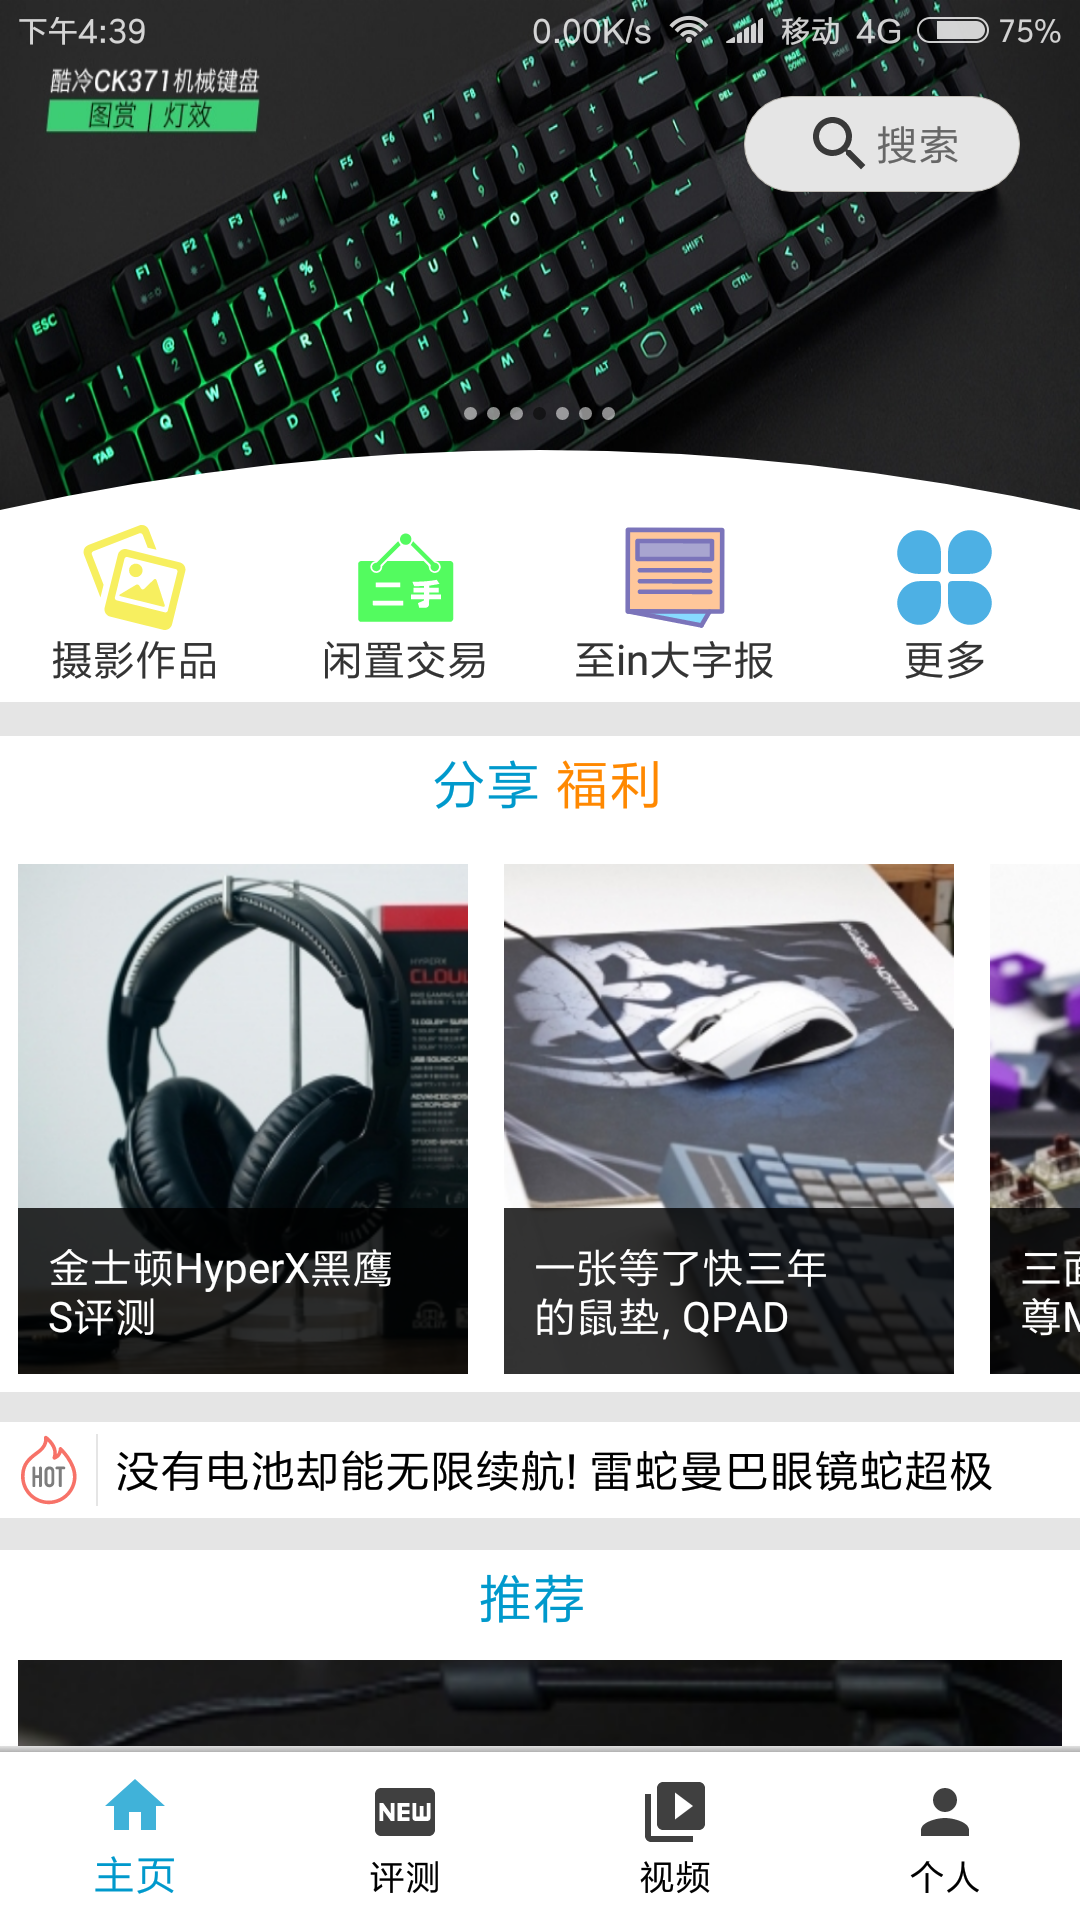 下午4:39
0.00K/s 移动 4G 75%
酷冷CK371机械键盘
图赏 | 灯效
搜索
摄影作品
闲置交易
二手
至in大字报
更多
分享 福利
金士顿HyperX黑鹰
S评测
一张等了快三年
的鼠垫, QPAD
三面
HOT
没有电池却能无限续航! 雷蛇曼巴眼镜蛇超极
推荐
NEW
主页
评测
视频
个人